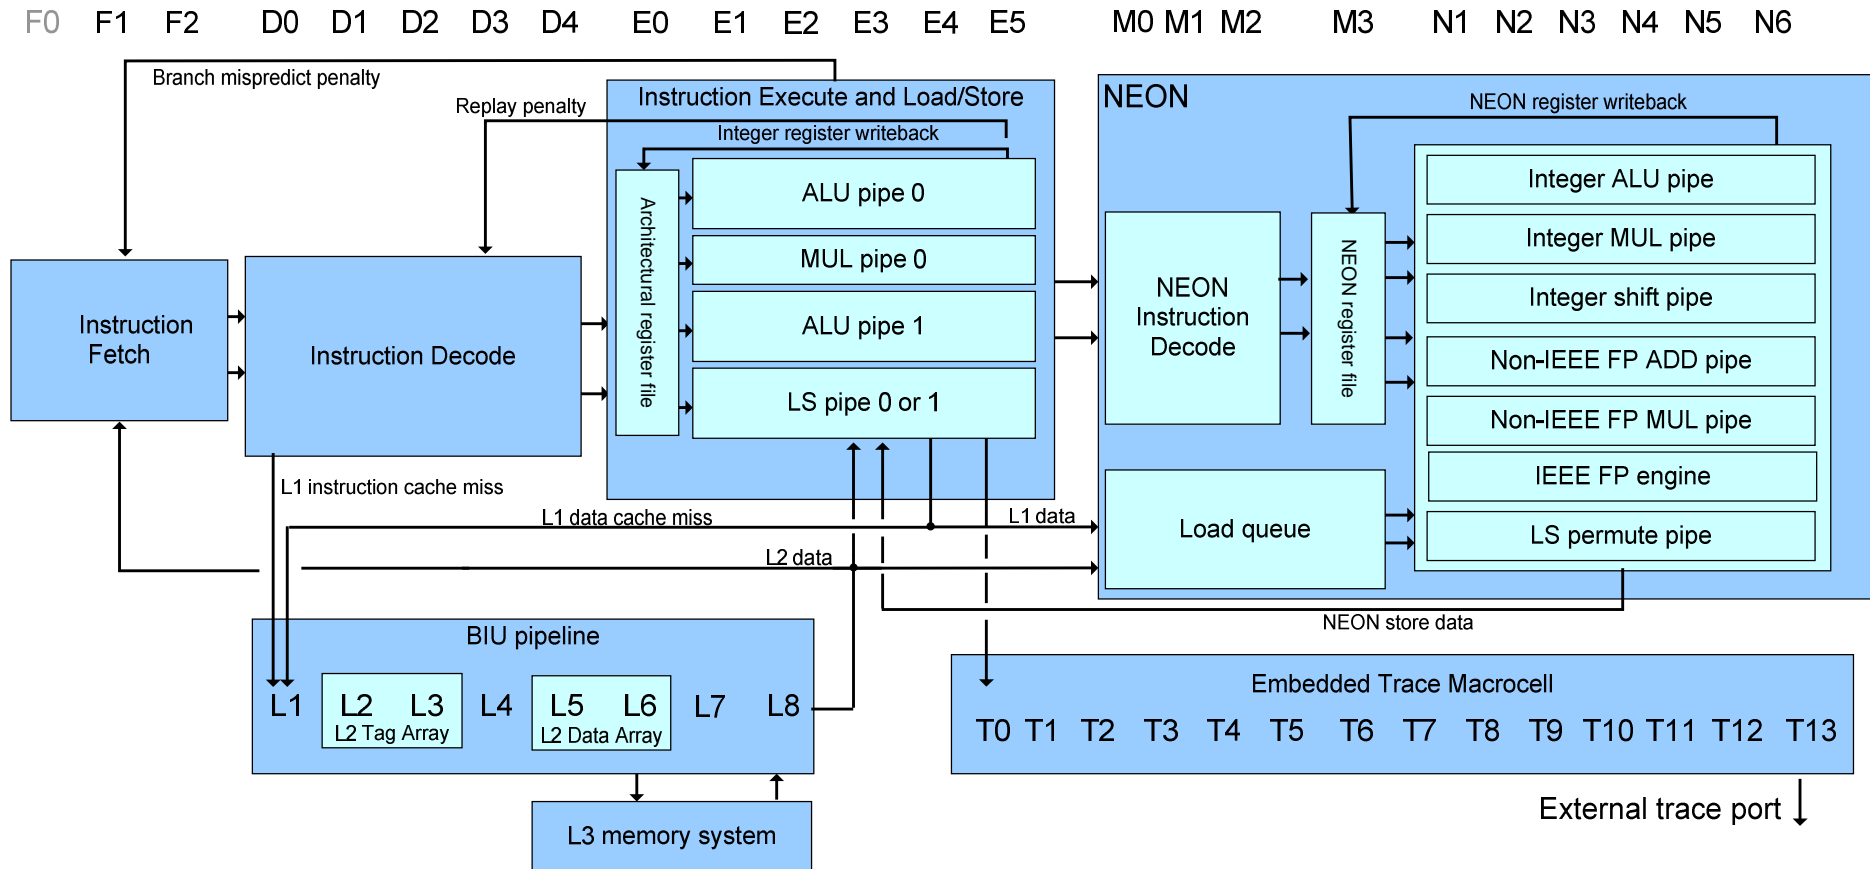 F0 F1 F2 D0 D1 D2 D3 D4 E0 E1 E2 E3 E4 E5 M0 M1 M2 M3 N1 N2 N3 N4 N5 N6
Branch mispredict penalty
Replay penalty
Instruction Execute and Load/Store
Integer register writeback
Architectural register file
ALU pipe 0
MUL pipe 0
ALU pipe 1
LS pipe 0 or 1
Instruction
Fetch
Instruction Decode
NEON
NEON register writeback
NEON
Instruction
Decode
NEON register file
Integer ALU pipe
Integer MUL pipe
Integer shift pipe
Non-IEEE FP ADD pipe
Non-IEEE FP MUL pipe
IEEE FP engine
LS permute pipe
Load queue
L1 instruction cache miss
L1 data cache miss
L1 data
L2 data
NEON store data
BIU pipeline
L1 L2 L3 L4 L5 L6 L7 L8
L2 Tag Array
L2 Data Array
L3 memory system
Embedded Trace Macrocell
T0 T1 T2 T3 T4 T5 T6 T7 T8 T9 T10 T11 T12 T13
External trace port